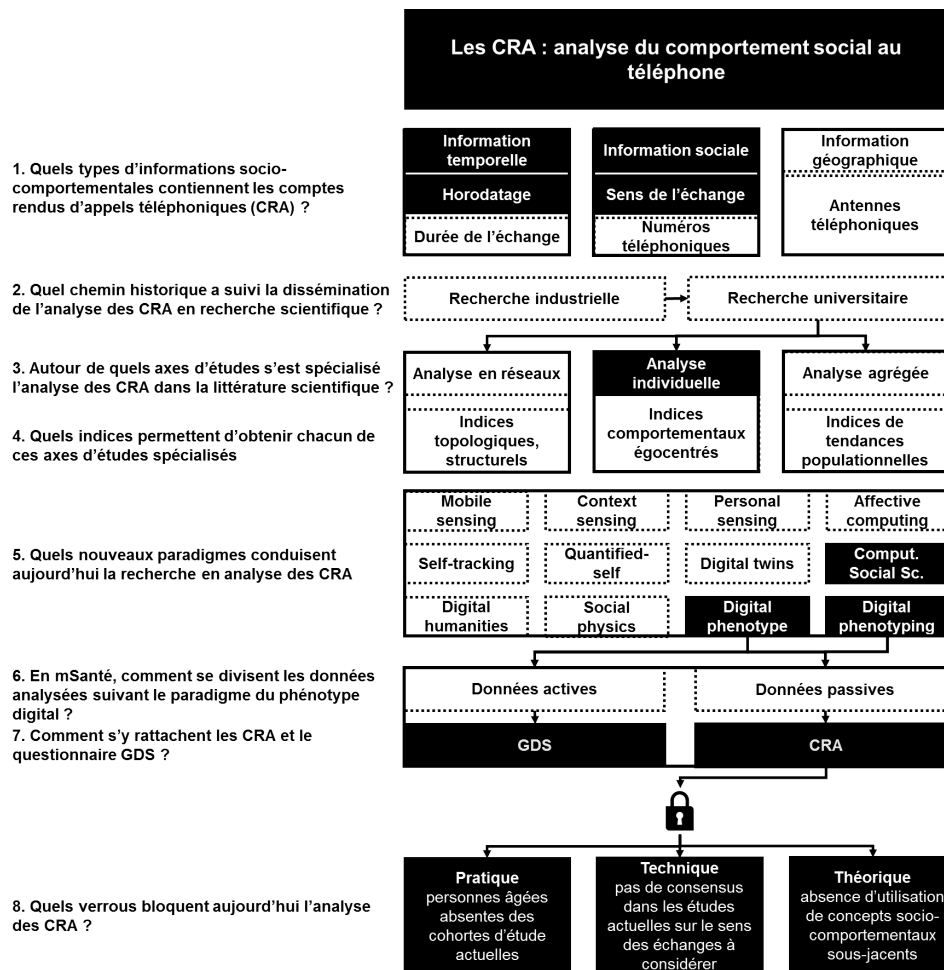 Les CRA : analyse du comportement social au
téléphone
1. Quels types d'informations socio-
comportementales contiennent les comptes
rendus d'appels téléphoniques (CRA) ?
Information
temporelle
Horodatage
Durée de l'échange
Information sociale
Sens de l'échange
Numéros
téléphoniques
Information
géographique
Antennes
téléphoniques
2. Quel chemin historique a suivi la dissémination
de l'analyse des CRA en recherche scientifique ?
Recherche industrielle
Recherche universitaire
3. Autour de quels axes d'études s'est spécialisé
l'analyse des CRA dans la littérature scientifique ?
Analyse en réseaux
Analyse
individuelle
Analyse agrégée
4. Quels indices permettent d'obtenir chacun de
ces axes d'études spécialisés
Indices
topologiques,
structurels
Indices
comportementaux
égocentrés
Indices de
tendances
populationnelles
5. Quels nouveaux paradigmes conduisent
aujourd'hui la recherche en analyse des CRA
Mobile
sensing
Context
sensing
Personal
sensing
Affective
computing
Self-tracking
Quantified-
self
Digital twins
Comput.
Social Sc.
Digital
humanities
Social
physics
Digital
phenotype
Digital
phenotyping
6. En mSanté, comment se divisent les données
analysées suivant le paradigme du phénotype
digital ?
Données actives
Données passives
7. Comment s'y rattachent les CRA et le
questionnaire GDS ?
GDS
CRA
8. Quels verrous bloquent aujourd'hui l'analyse
des CRA ?
Pratique
personnes âgées
absentes des
cohortes d'étude
actuelles
Technique
pas de consensus
dans les études
actuelles sur le sens
des échanges à
considérer
Théorique
absence d'utilisation
de concepts socio-
comportementaux
sous-jacents